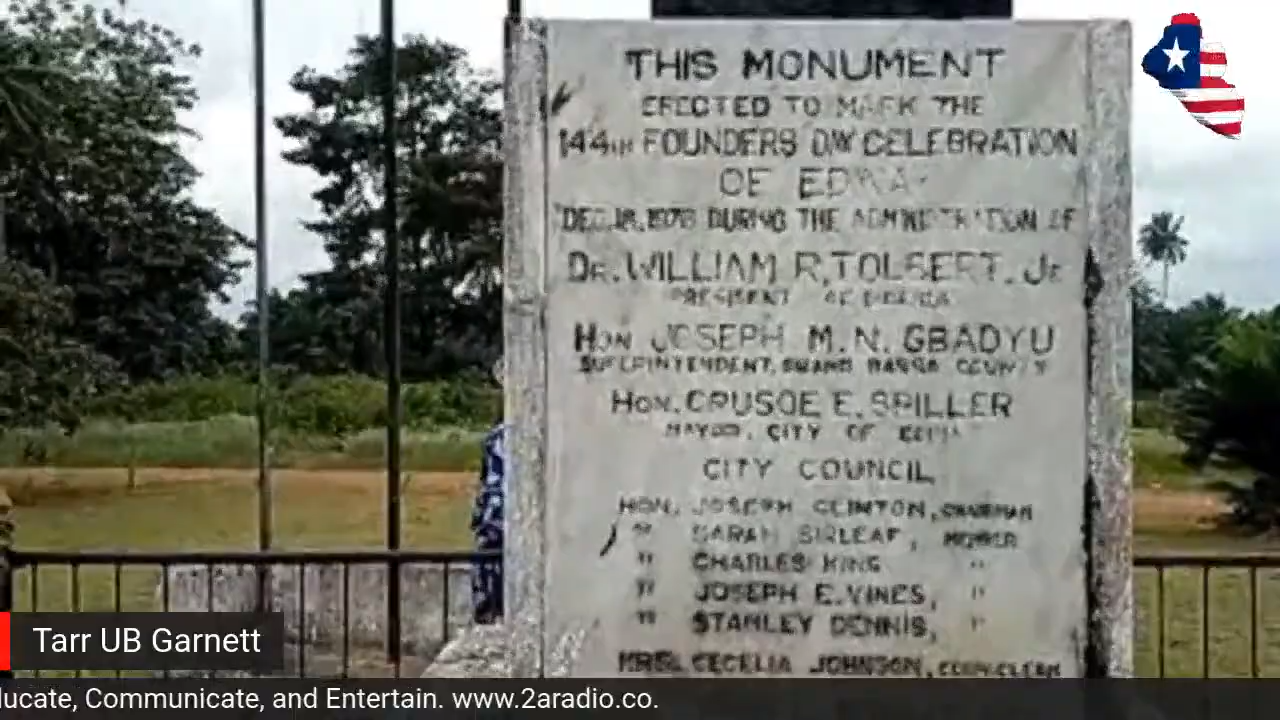 THIS MONUMENT
ERECTED TO MARK THE
144TH FOUNDERS DAY CELEBRATION
OF EDINA
DEC. 18, 1978 DURING THE ADMINISTRATION OF
DR. WILLIAM R. TOLBERT. JR
PRESIDENT OF LIBERIA
HON JOSEPH M. N. GBADYU
SUPERINTENDENT, GRAND BASSA COUNTY
HON. CRUSOE E. SPILLER
MAYOR, CITY OF EDINA
CITY COUNCIL
HON. JOSEPH CLINTON, CHAIRMAN
" SARAH SIRLEAF, MEMBER
" CHARLES KING "
" JOSEPH E. VINES, "
" STANLEY DENNIS, "
MRS. CECELIA JOHNSON,
Tarr UB Garnett
ducate, Communicate, and Entertain. www.2aradio.co.